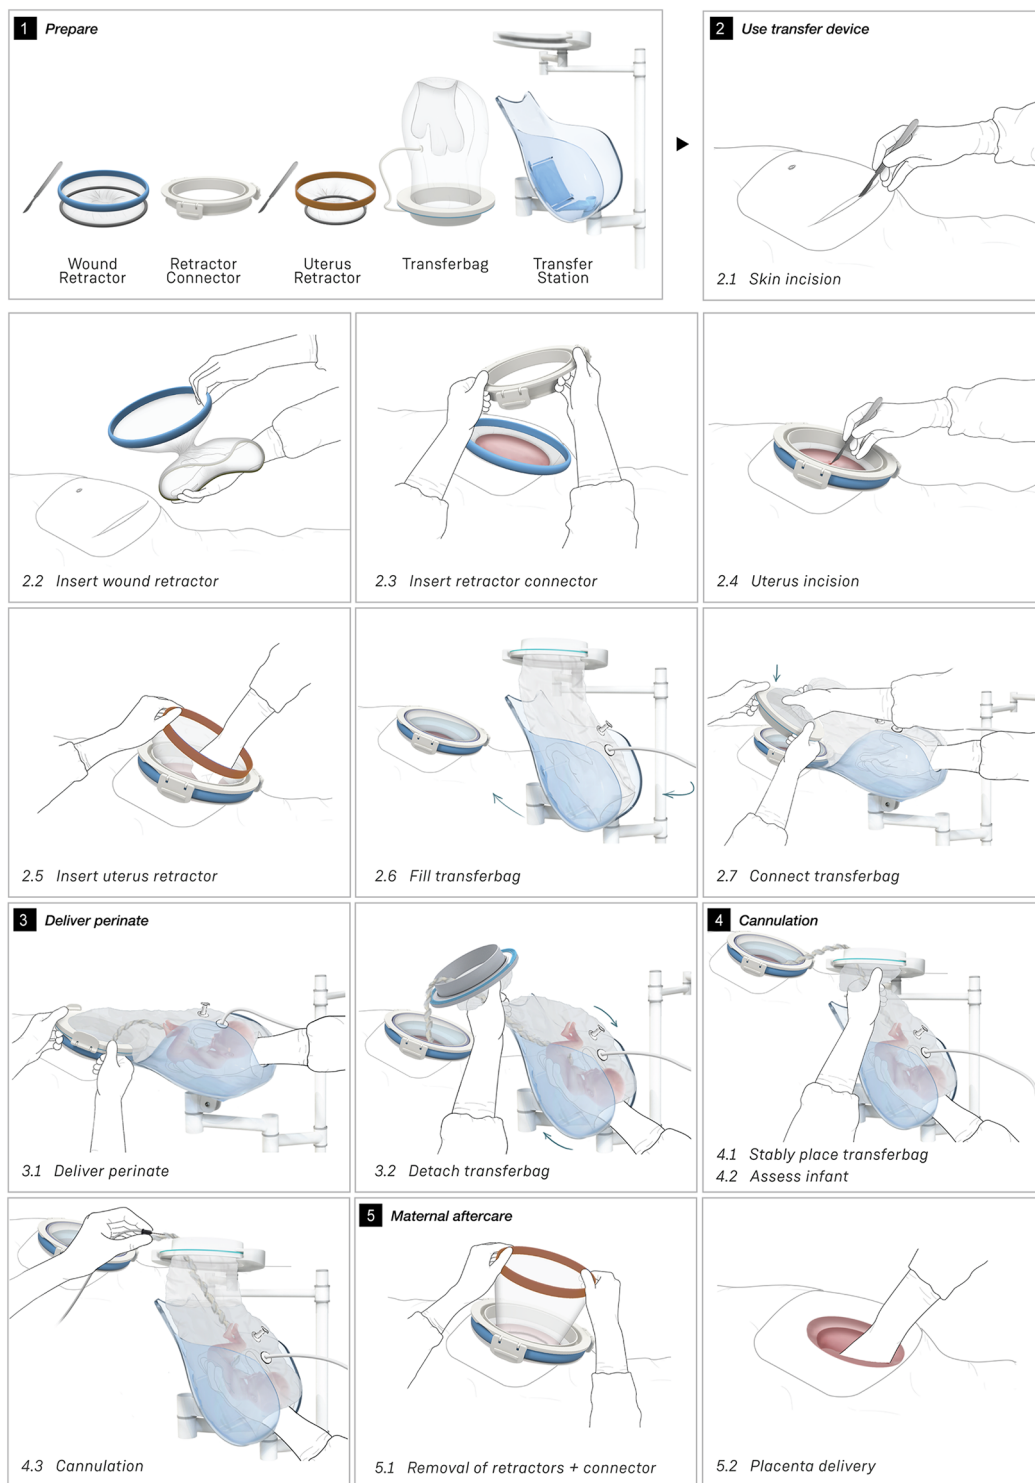 1 Prepare
Wound
Retractor
Retractor
Connector
Uterus
Retractor
Transferbag
Transfer
Station
2 Use transfer device
2.1 Skin incision
2.2 Insert wound retractor
2.3 Insert retractor connector
2.4 Uterus incision
2.5 Insert uterus retractor
2.6 Fill transferbag
2.7 Connect transferbag
3 Deliver perinate
3.1 Deliver perinate
3.2 Detach transferbag
4 Cannulation
4.1 Stably place transferbag
4.2 Assess infant
4.3 Cannulation
5 Maternal aftercare
5.1 Removal of retractors + connector
5.2 Placenta delivery